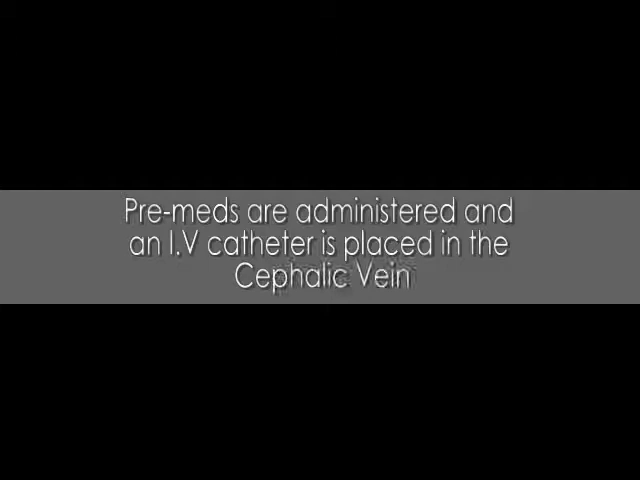 Pre-meds are administered and
an I.V catheter is placed in the
Cephalic Vein